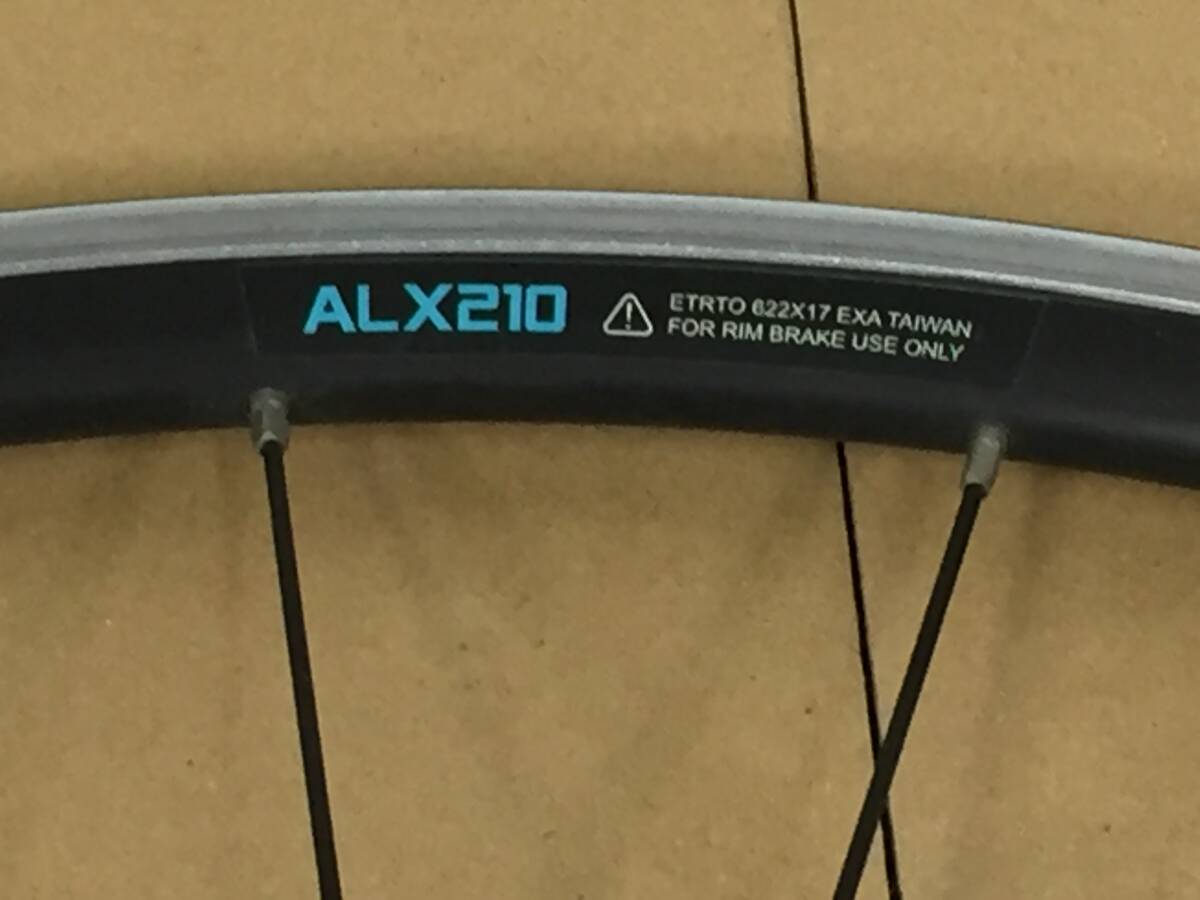 ALX210
ETRTO 622X17 EXA TAIWAN
FOR RIM BRAKE USE ONLY